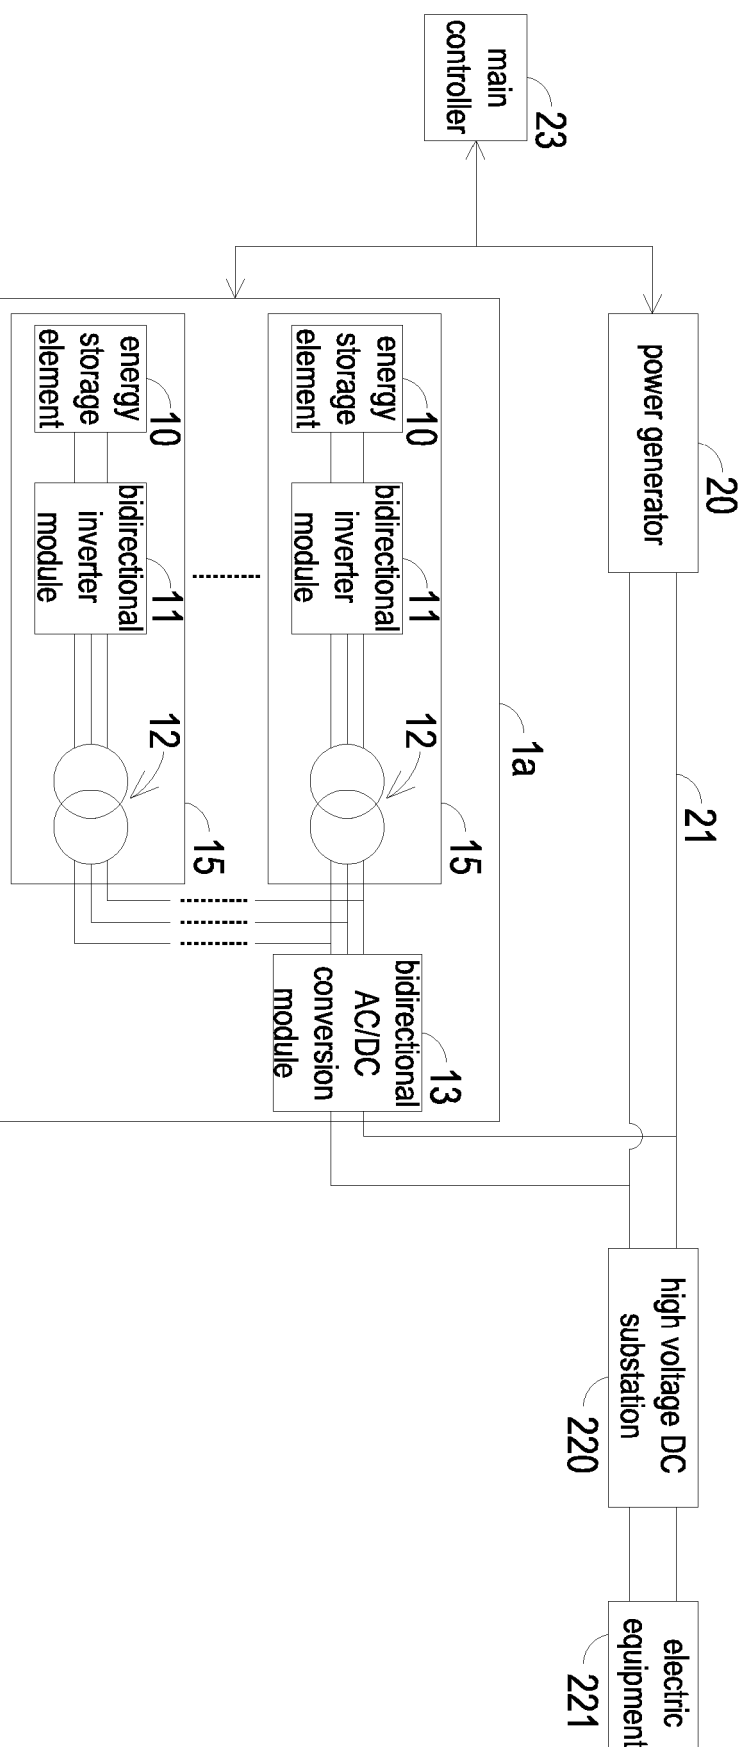 20
power generator
21
high voltage DC
substation
220
electric
equipment
221
23
main
controller
1a
10
energy
storage
element
11
bidirectional
inverter
module
12
15
13
bidirectional
AC/DC
conversion
module
10
energy
storage
element
11
bidirectional
inverter
module
12
15